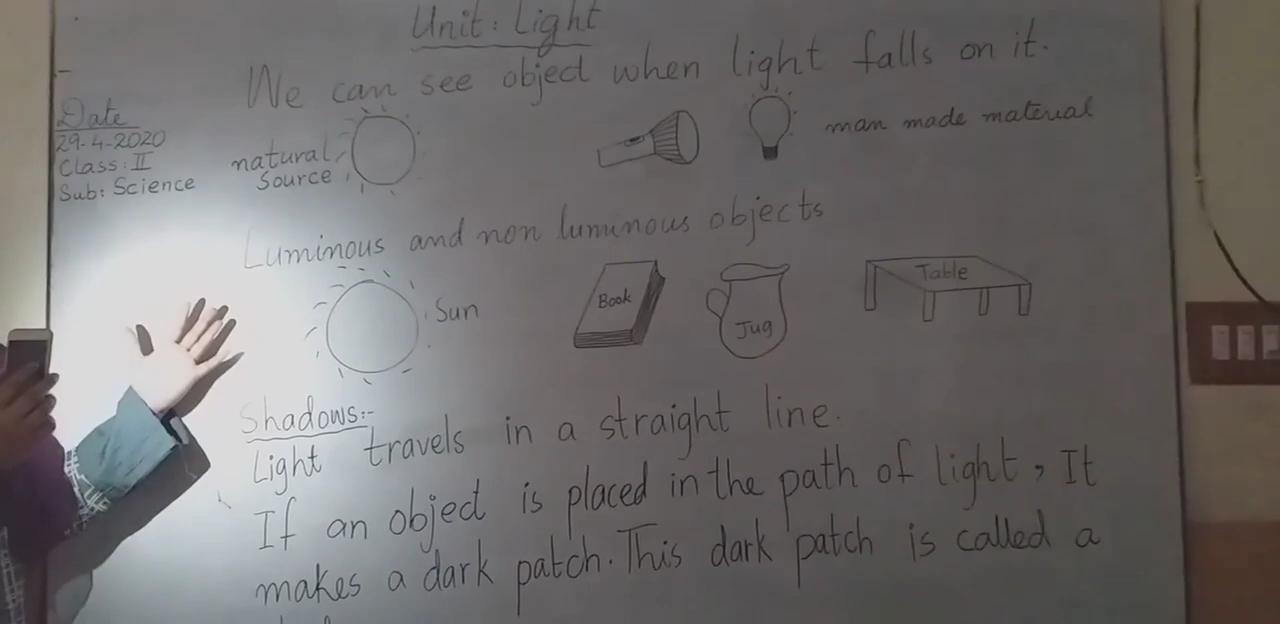 Unit: Light
We can see object when light falls on it.
Date
29-4-2020
Class: II
Sub: Science
natural
Source
man made material
Luminous and non luminous objects
Sun
Book
Jug
Table
Shadows:-
Light travels in a straight line.
If an object is placed in the path of light, It
makes a dark patch. This dark patch is called a